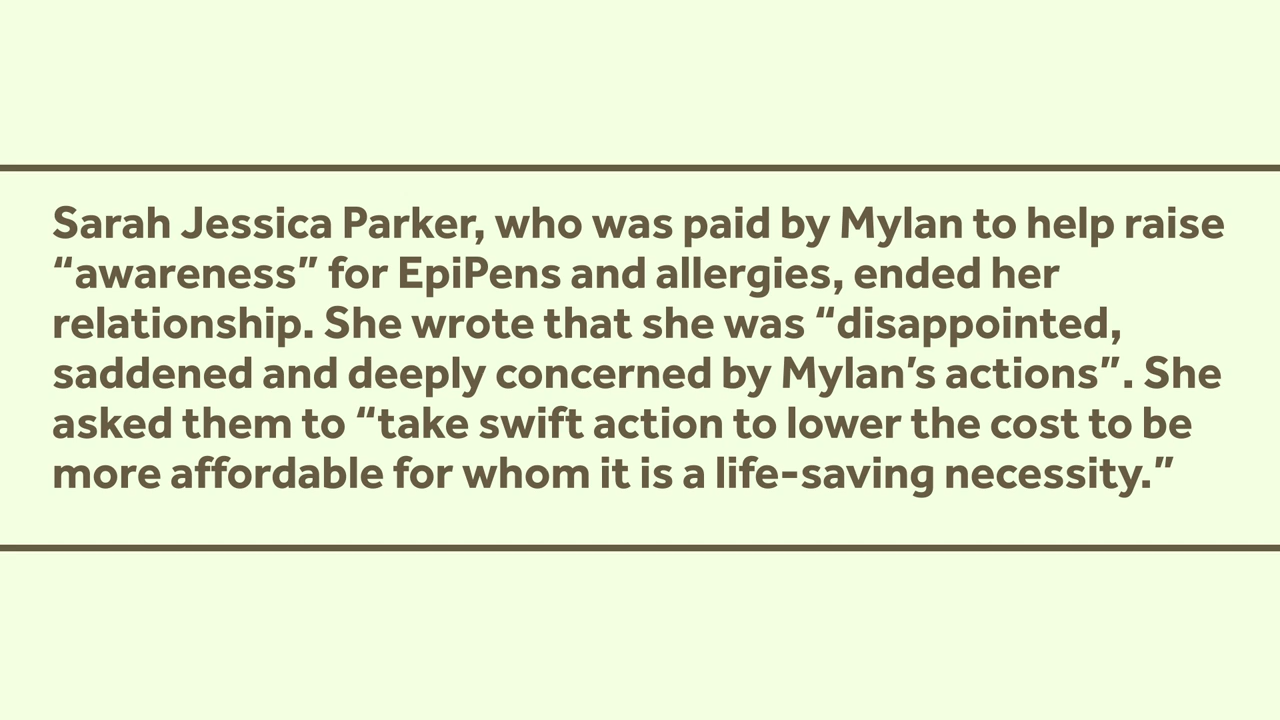 Sarah Jessica Parker, who was paid by Mylan to help raise
“awareness” for EpiPens and allergies, ended her
relationship. She wrote that she was “disappointed,
saddened and deeply concerned by Mylan’s actions”. She
asked them to “take swift action to lower the cost to be
more affordable for whom it is a life-saving necessity.”